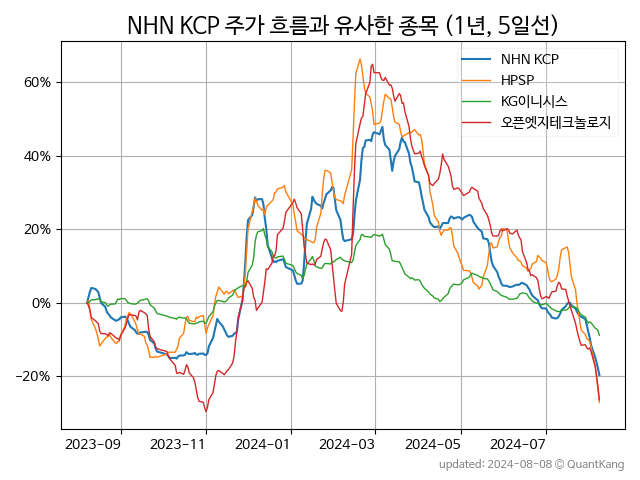 NHN KCP 주가 흐름과 유사한 종목 (1년, 5일선)
NHN KCP
HPSP
KG이니시스
오픈엣지테크놀로지
60%
40%
20%
0%
−20%
2023-09
2023-11
2024-01
2024-03
2024-05
2024-07
updated: 2024-08-08 © QuantKang